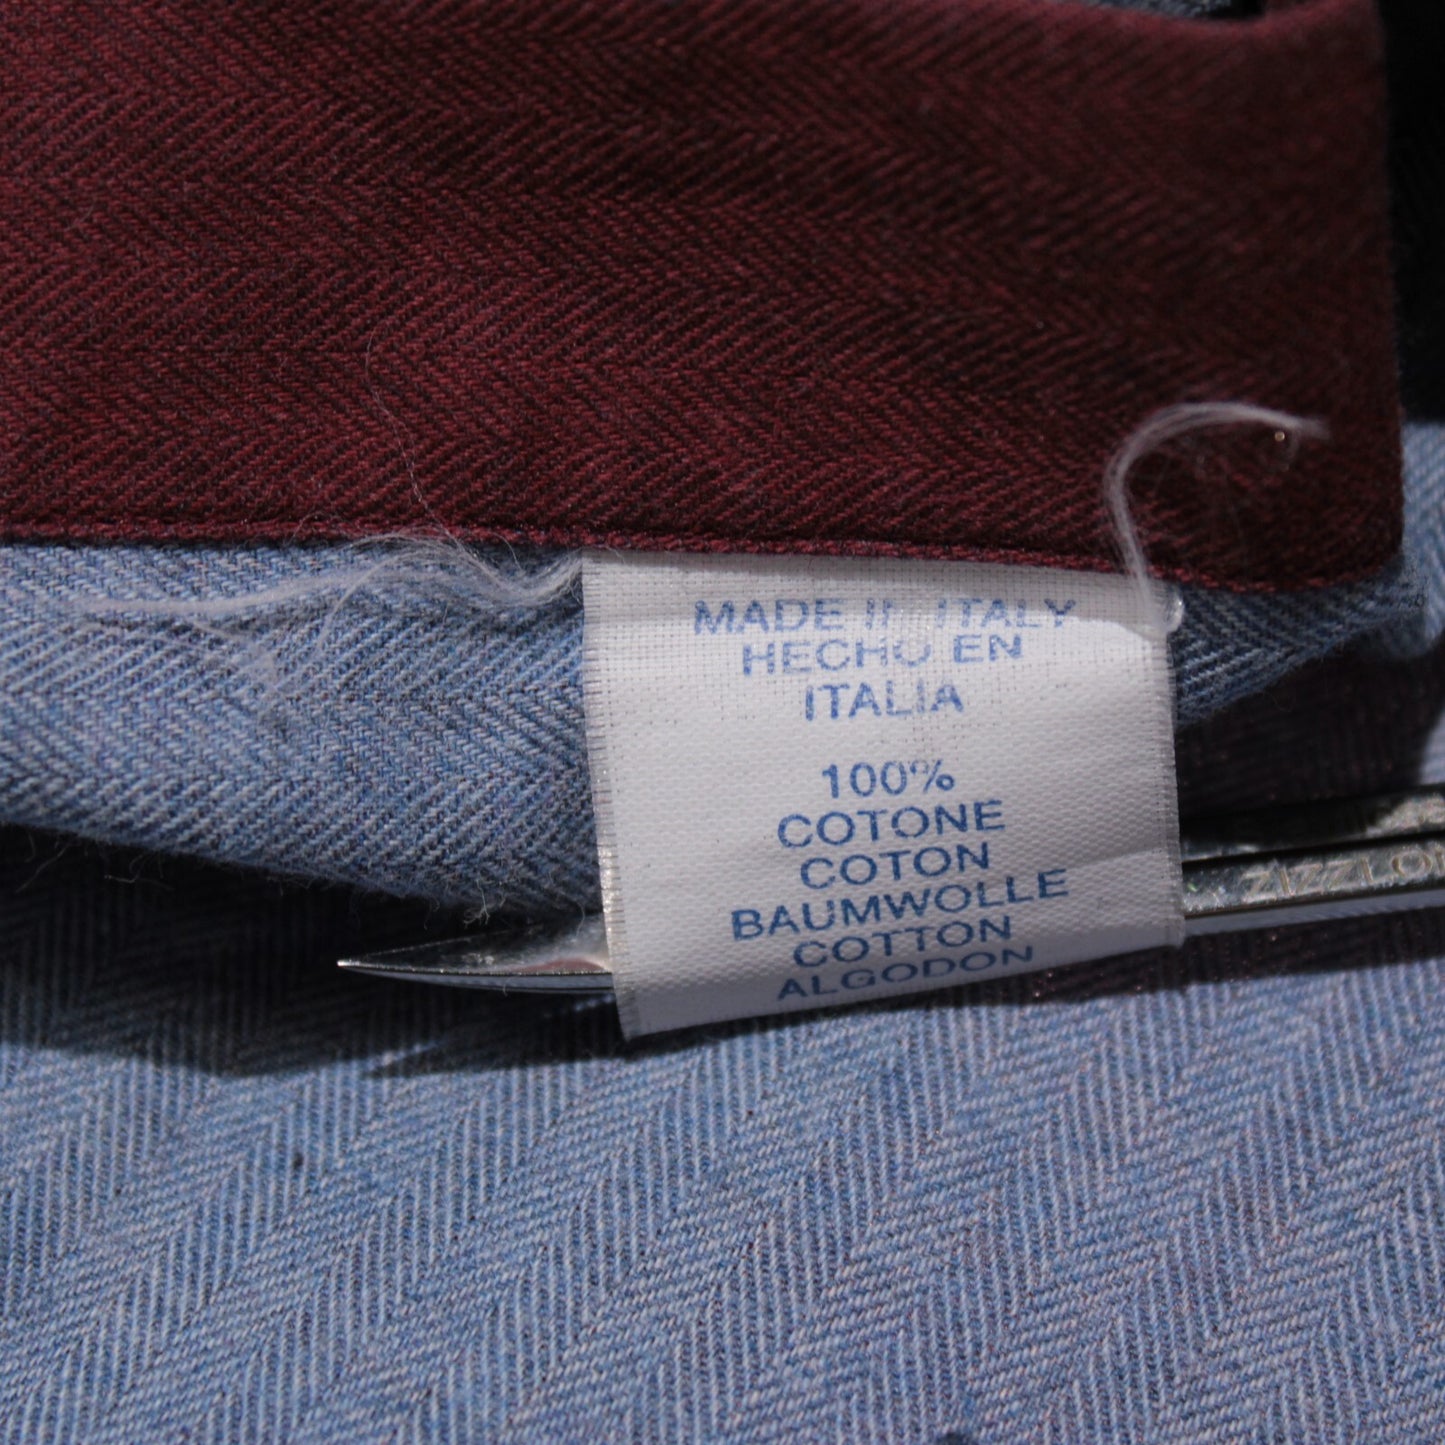 MADE IN ITALY
HECHO EN
ITALIA
100%
COTONE
COTON
BAUMWOLLE
COTTON
ALGODON